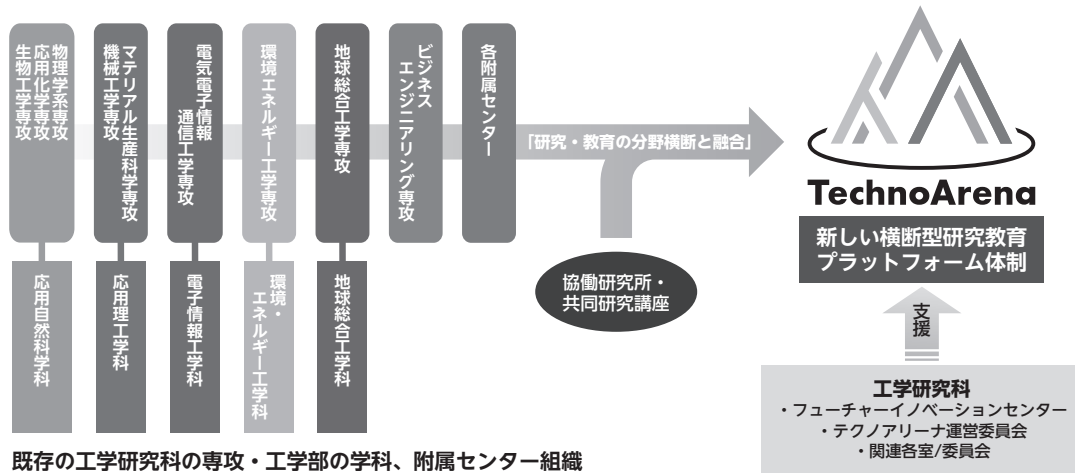 物理学系専攻
応用化学専攻
生物工学専攻
マテリアル生産科学専攻
機械工学専攻
電気電子情報
通信工学専攻
環境エネルギー工学専攻
地球総合工学専攻
ビジネス
エンジニアリング専攻
各附属センター
「研究・教育の分野横断と融合」
TechnoArena
新しい横断型研究教育
プラットフォーム体制
協働研究所・
共同研究講座
支援
応用自然科学科
応用理工学科
電子情報工学科
環境・
エネルギー工学科
地球総合工学科
工学研究科
・フューチャーイノベーションセンター
・テクノアリーナ運営委員会
・関連各室/委員会
既存の工学研究科の専攻・工学部の学科、附属センター組織